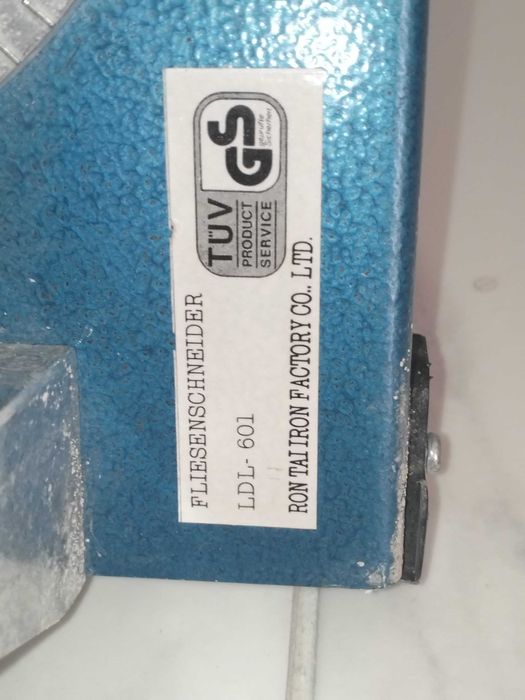 FLIESENSCHNEIDER
LDL- 601
RON TAI IRON FACTORY CO., LTD.
TÜV
PRODUCT
SERVICE
GS
geprüfte
Sicherheit